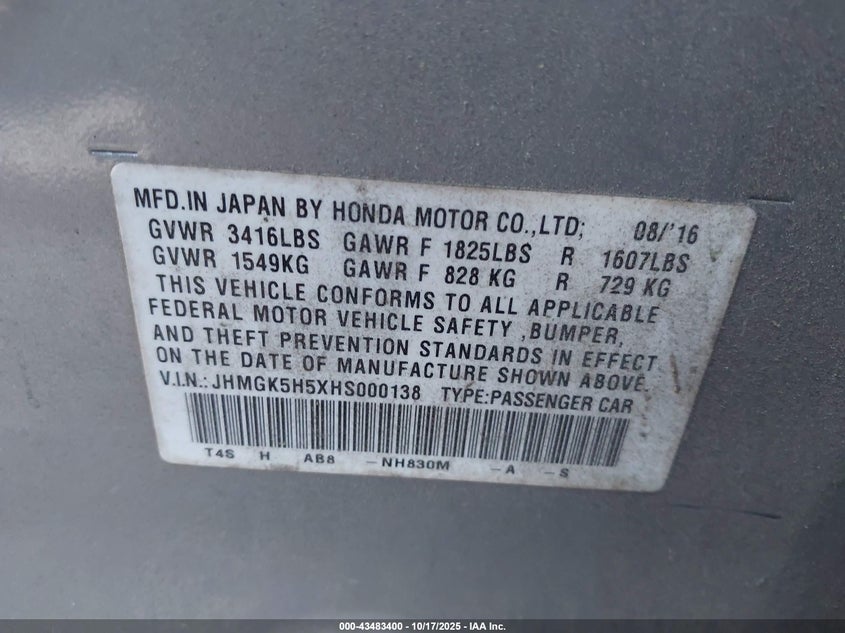 MFD.IN JAPAN BY HONDA MOTOR CO.,LTD; 08/'16
GVWR 3416LBS GAWR F 1825LBS R 1607LBS
GVWR 1549KG GAWR F 828 KG R 729 KG
THIS VEHICLE CONFORMS TO ALL APPLICABLE
FEDERAL MOTOR VEHICLE SAFETY ,BUMPER,
AND THEFT PREVENTION STANDARDS IN EFFECT
ON THE DATE OF MANUFACTURE SHOWN ABOVE.
V.I.N.: JHMGK5H5XHS000138 TYPE:PASSENGER CAR
T4S H AB8 -NH830M -A -S
000-43483400 - 10/17/2025 - IAA Inc.